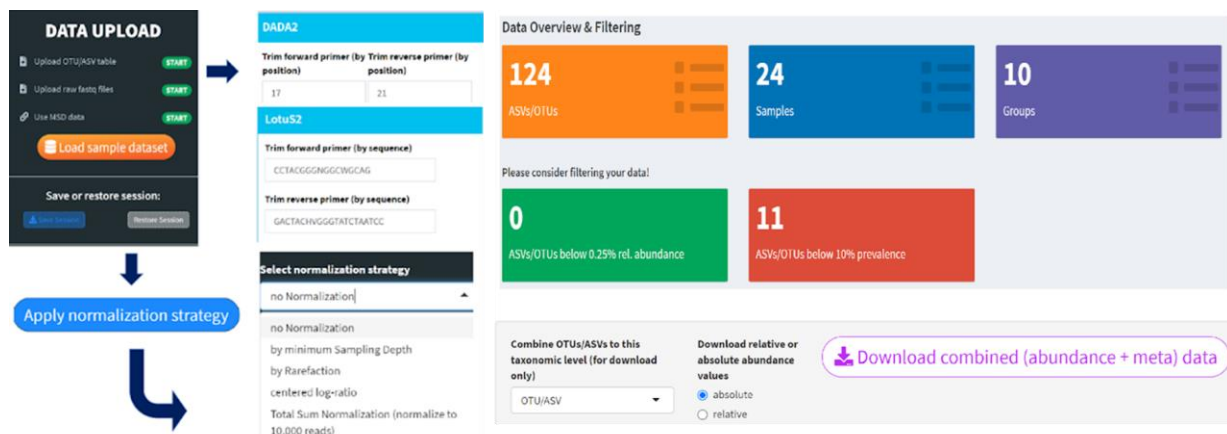 DATA UPLOAD
Upload OTU/ASV table START
Upload raw fastq files START
Use MSD data START
Load sample dataset
Save or restore session:
Save Session Restore Session
Apply normalization strategy
DADA2
Trim forward primer (by position) Trim reverse primer (by position)
17 21
LotuS2
Trim forward primer (by sequence)
CCTACGGGNGGCWGCAG
Trim reverse primer (by sequence)
GACTACHVGGGTATCTAATCC
Select normalization strategy
no Normalization
no Normalization
by minimum Sampling Depth
by Rarefaction
centered log-ratio
Total Sum Normalization (normalize to
10,000 reads)
Data Overview & Filtering
124
ASVs/OTUs
24
Samples
10
Groups
Please consider filtering your data!
0
ASVs/OTUs below 0.25% rel. abundance
11
ASVs/OTUs below 10% prevalence
Combine OTUs/ASVs to this
taxonomic level (for download
only)
OTU/ASV
Download relative or
absolute abundance
values
absolute
relative
Download combined (abundance + meta) data